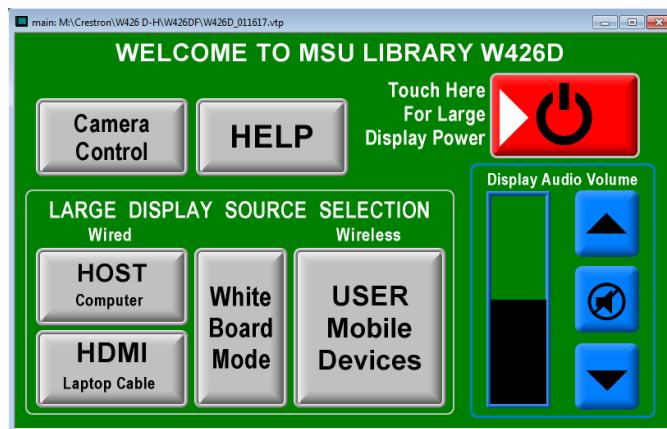 main: M:\Crestron\W426 D-H\W426DF\W426D_011617.vtp
WELCOME TO MSU LIBRARY W426D
Touch Here
For Large
Display Power
Camera
Control
HELP
Display Audio Volume
LARGE DISPLAY SOURCE SELECTION
Wired
Wireless
HOST
Computer
HDMI
Laptop Cable
White
Board
Mode
USER
Mobile
Devices